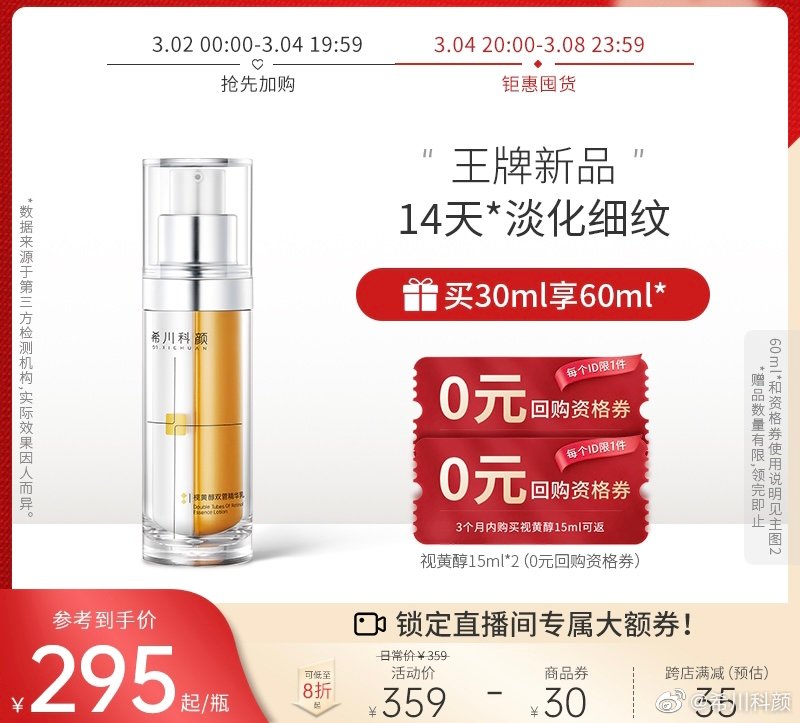 3.02 00:00-3.04 19:59
抢先加购
3.04 20:00-3.08 23:59
钜惠囤货
"王牌新品"
14天*淡化细纹
买30ml享60ml*
每个ID限1件
0元回购资格券
每个ID限1件
0元回购资格券
3个月内购买视黄醇15ml可返
视黄醇15ml*2（0元回购资格券）
*数据来源于第三方检测机构,实际效果因人而异。
60ml*和资格券使用说明见主图2
*赠品数量有限,领完即止
希川科颜
DR.XICHUAN
视黄醇双管精华乳
Double Tubes Of Retinol
Essence Lotion
参考到手价
¥295起/瓶
锁定直播间专属大额券！
可低至
8折
起
日常价¥359
活动价
¥359
-
商品券
¥30
跨店满减(预估)
35
@希川科颜